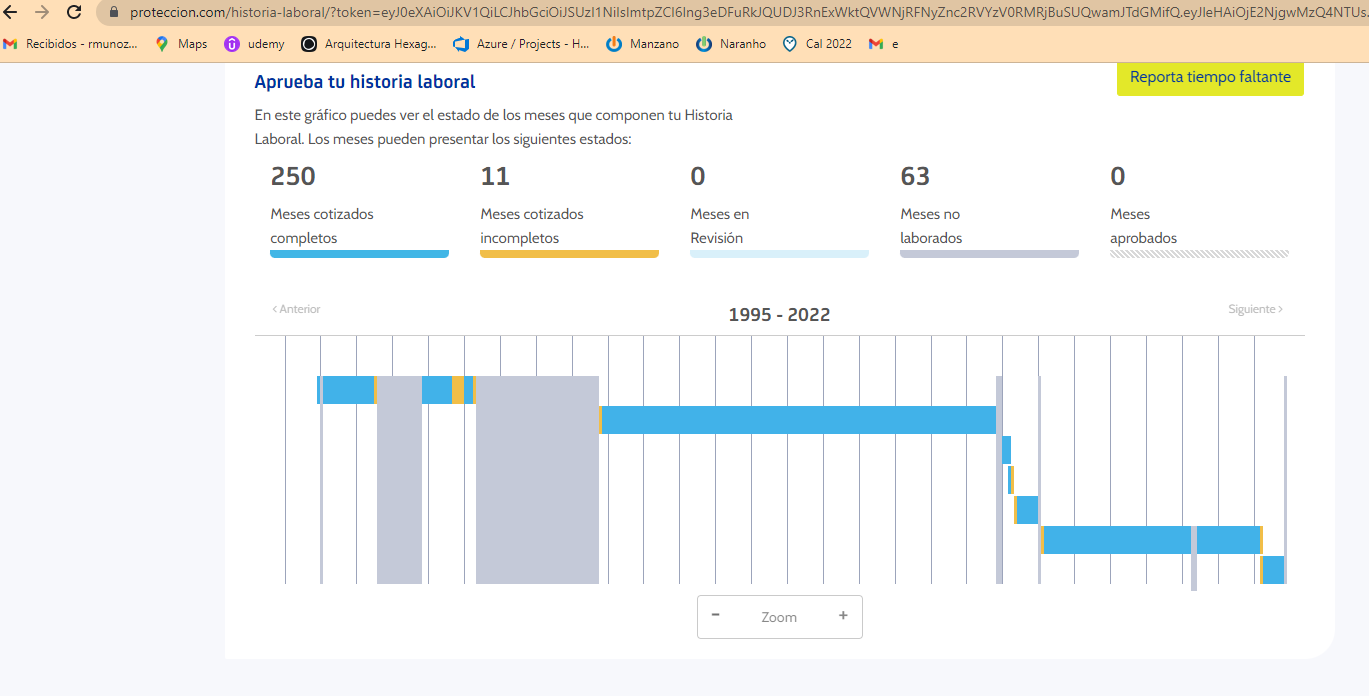 proteccion.com/historia-laboral/?token=eyJ0eXAiOiJKV1QiLCJhbGciOiJSUzI1NiIsImtpZCI6Ing3eDFuRkJQUDJ3RnExWktQVWNjRFNyZnc2RVYzV0RMRjBuSUQwamJTdGMifQ.eyJleHAiOjE2NjgwMzQ4NTUs.
Recibidos - rmunoz... Maps udemy Arquitectura Hexag... Azure / Projects - H... Manzano Naranho Cal 2022 e
Aprueba tu historia laboral
Reporta tiempo faltante
En este gráfico puedes ver el estado de los meses que componen tu Historia
Laboral. Los meses pueden presentar los siguientes estados:
250 11 0 63 0
Meses cotizados Meses cotizados Meses en Meses no Meses
completos incompletos Revisión laborados aprobados
< Anterior 1995 - 2022 Siguiente >
- Zoom +